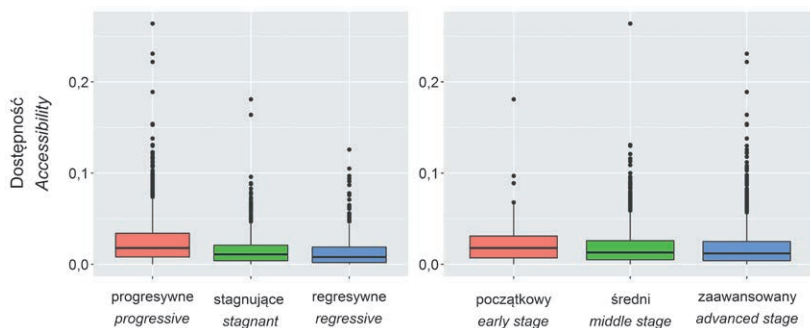 Dostępność
Accessibility
0,2
0,1
0,0
progresywne
progressive
stagnujące
stagnant
regresywne
regressive
0,2
0,1
0,0
początkowy
early stage
średni
middle stage
zaawansowany
advanced stage